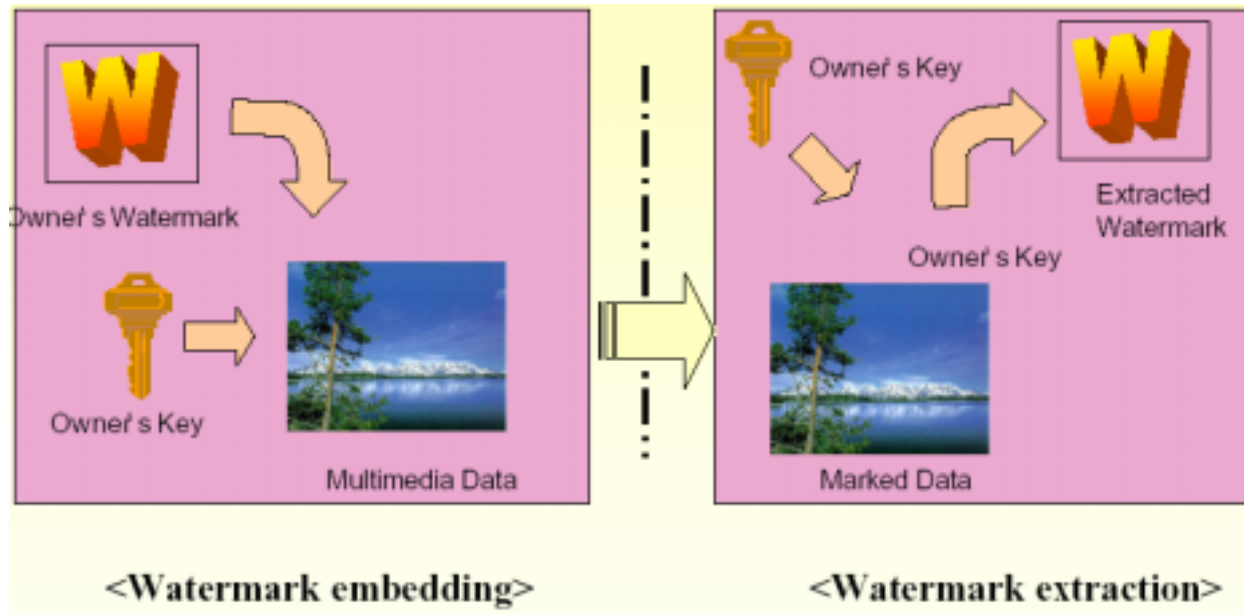 Owner's Watermark
Owner's Key
Multimedia Data
<Watermark embedding>
Owner's Key
Extracted
Watermark
Owner's Key
Marked Data
<Watermark extraction>